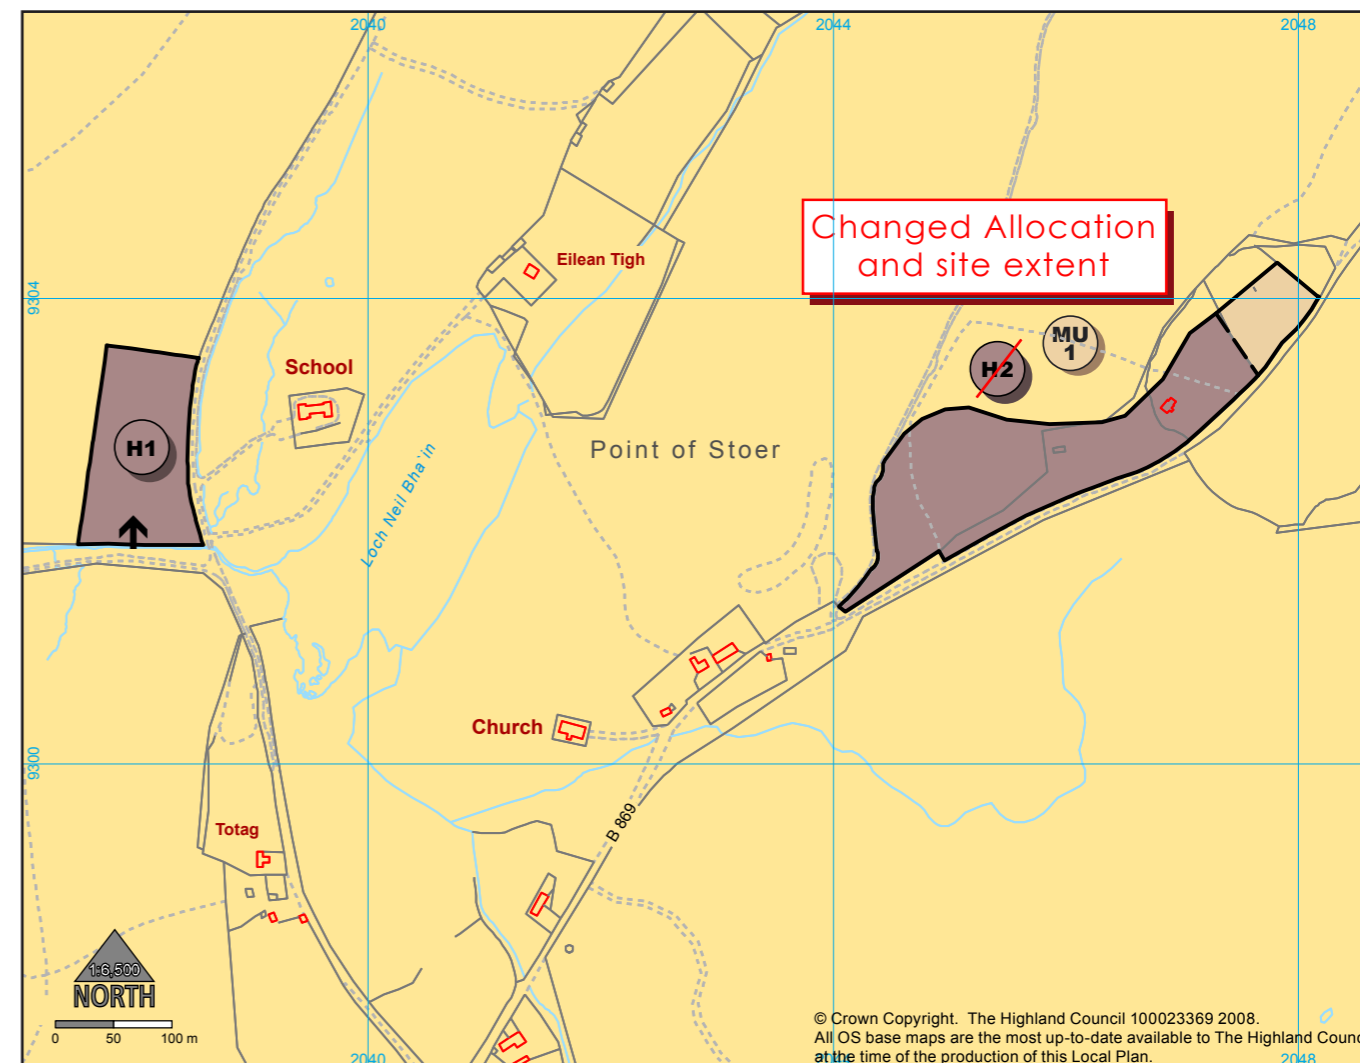 2040
2044
2048
Changed Allocation
and site extent
Eilean Tigh
9304
MU
1
H2
School
H1
Point of Stoer
Loch Neil Bha`in
Church
9300
B 869
Totag
1:6,500
NORTH
0 50 100 m
© Crown Copyright. The Highland Council 100023369 2008.
All OS base maps are the most up-to-date available to The Highland Counc
at the time of the production of this Local Plan.
2040
2044
2048